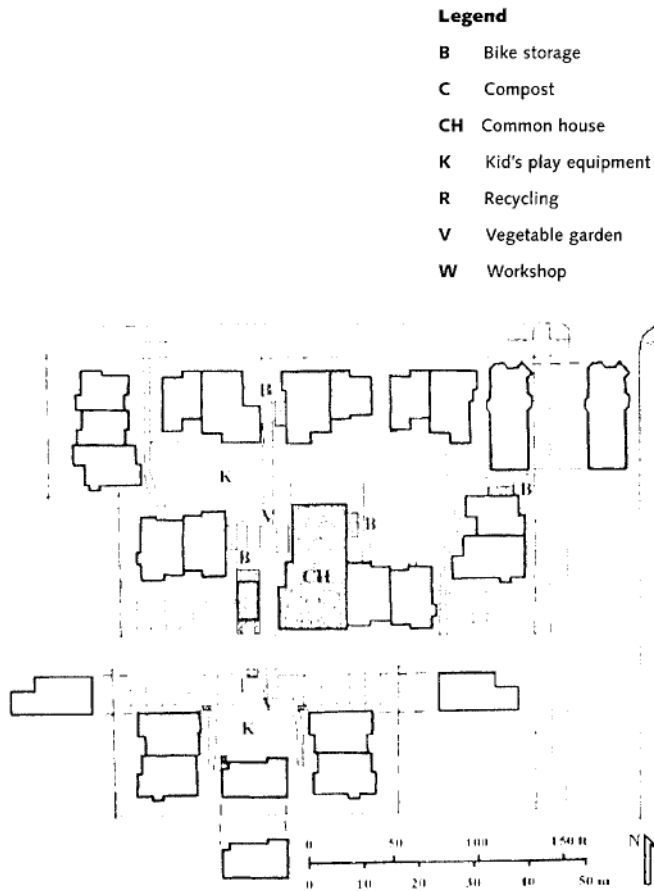 Legend
B Bike storage
C Compost
CH Common house
K Kid's play equipment
R Recycling
V Vegetable garden
W Workshop
B
K
B
V
B
B
CH
V
K
0 50 100 150 ft
N
0 10 20 30 40 50 m